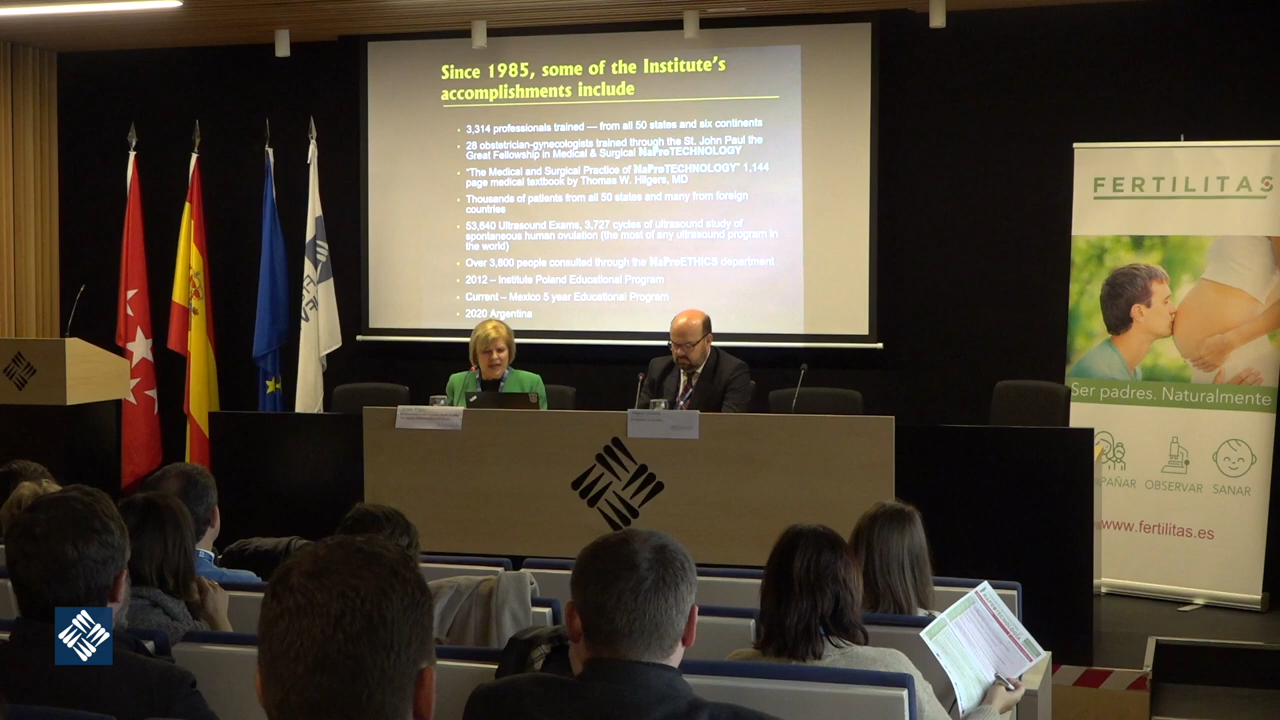 Since 1985, some of the Institute's
accomplishments include
• 3,314 professionals trained — from all 50 states and six continents
• 28 obstetrician-gynecologists trained through the St. John Paul the
Great Fellowship in Medical & Surgical NaProTECHNOLOGY
• "The Medical and Surgical Practice of NaProTECHNOLOGY" 1,144
page medical textbook by Thomas W. Hilgers, MD
• Thousands of patients from all 50 states and many from foreign
countries
• 53,640 Ultrasound Exams, 3,727 cycles of ultrasound study of
spontaneous human ovulation (the most of any ultrasound program in
the world)
• Over 3,800 people consulted through the NaProETHICS department
• 2012 – Institute Poland Educational Program
• Current – Mexico 5 year Educational Program
• 2020 Argentina
FERTILITAS
Ser padres. Naturalmente
OBSERVAR SANAR
www.fertilitas.es